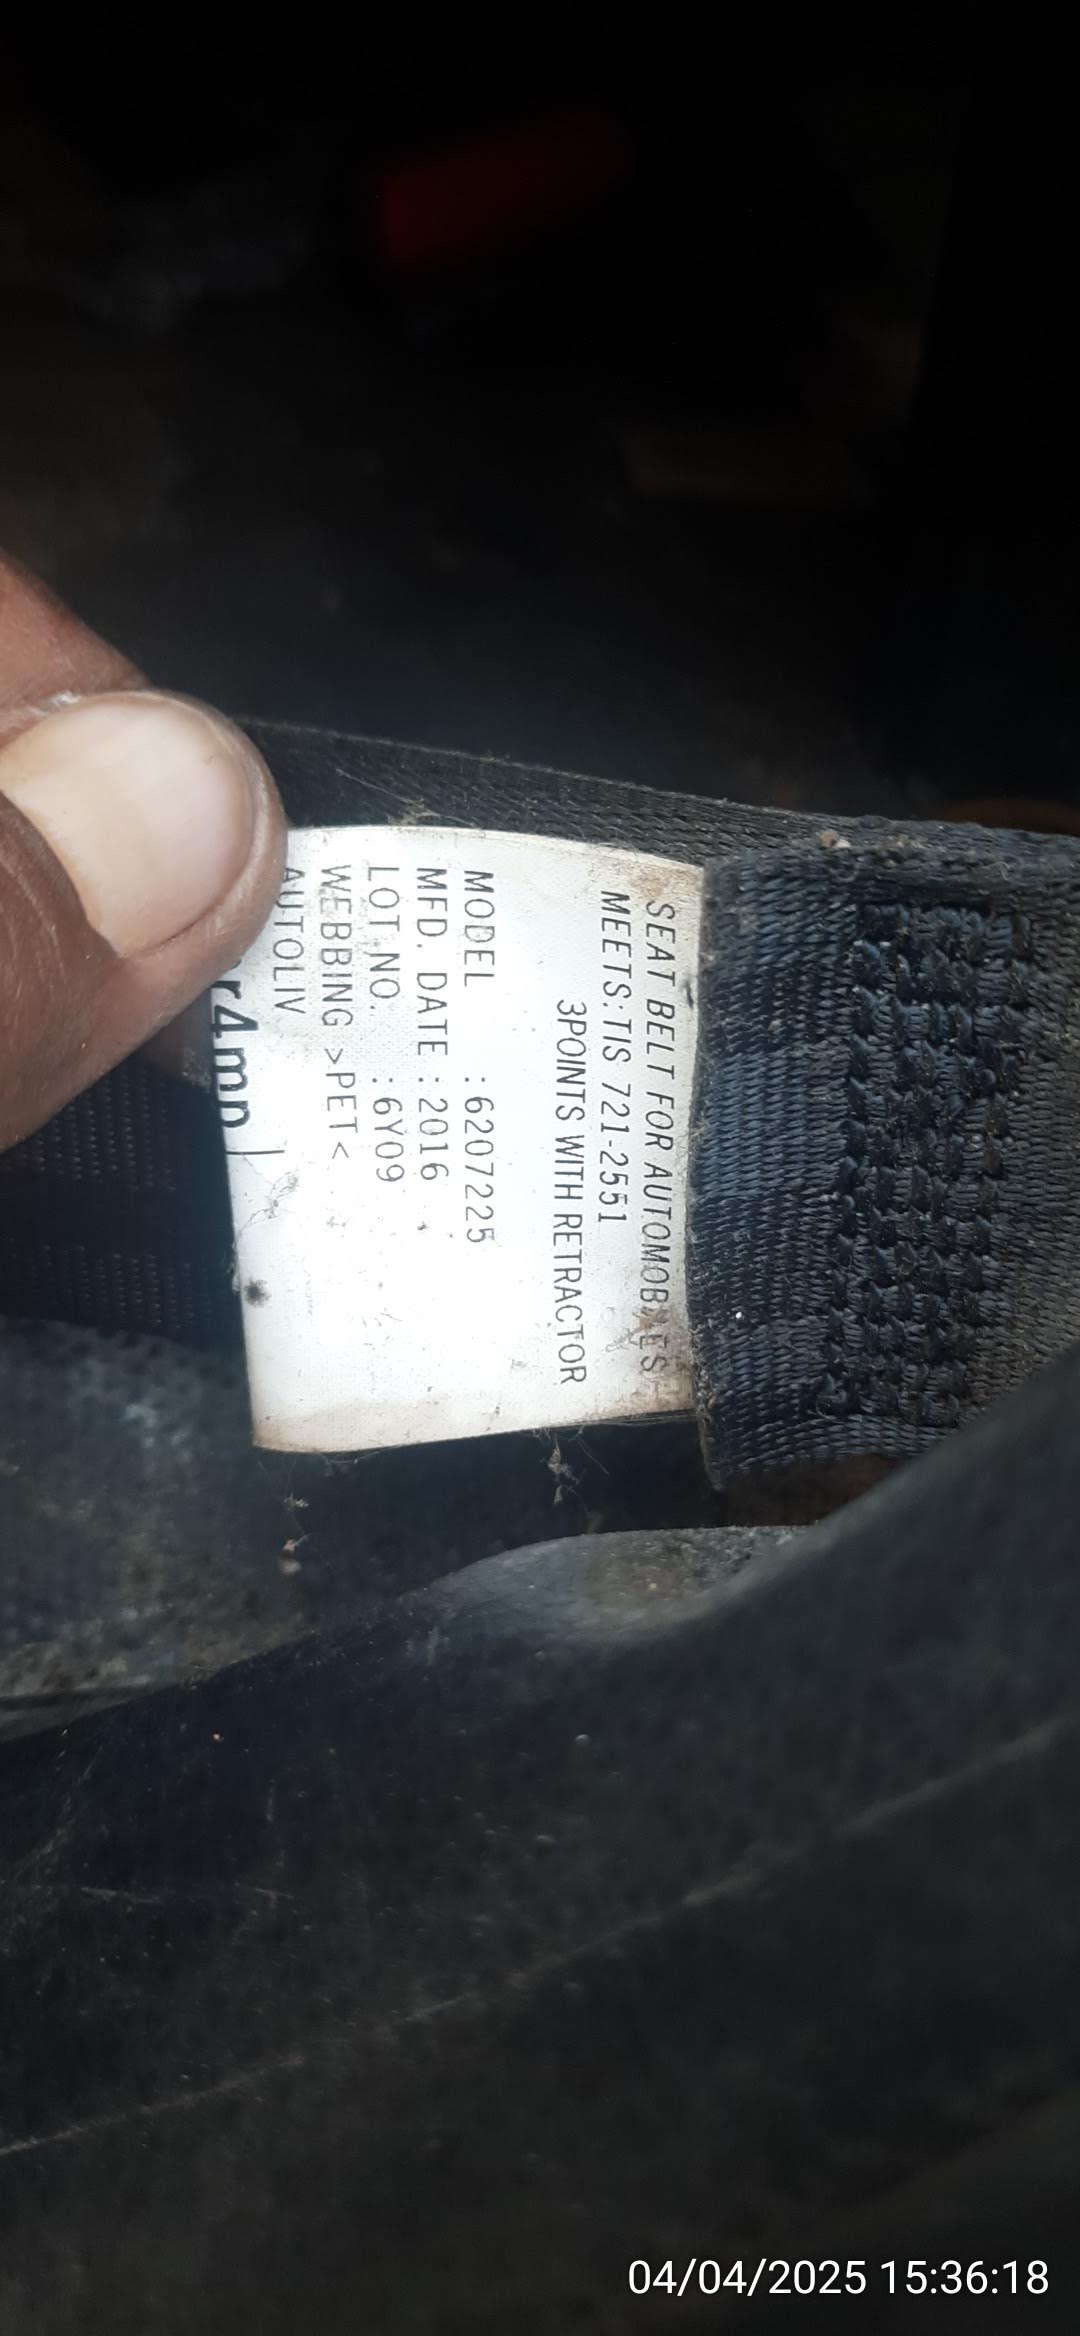 SEAT BELT FOR AUTOMOBILES
MEETS:TIS 721-2551
3POINTS WITH RETRACTOR
MODEL : 6207225
MFD. DATE : 2016
LOT NO. : 6Y09
WEBBING >PET<
AUTOLIV
r4mp
04/04/2025 15:36:18